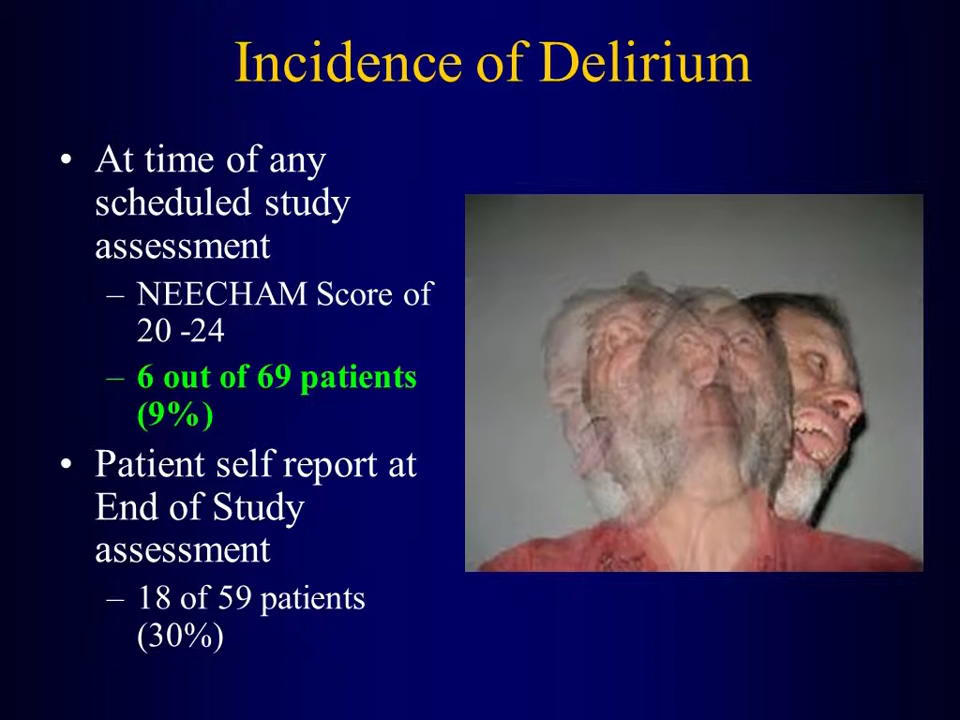 Incidence of Delirium
• At time of any
scheduled study
assessment
– NEECHAM Score of
20 -24
– 6 out of 69 patients
(9%)
• Patient self report at
End of Study
assessment
– 18 of 59 patients
(30%)